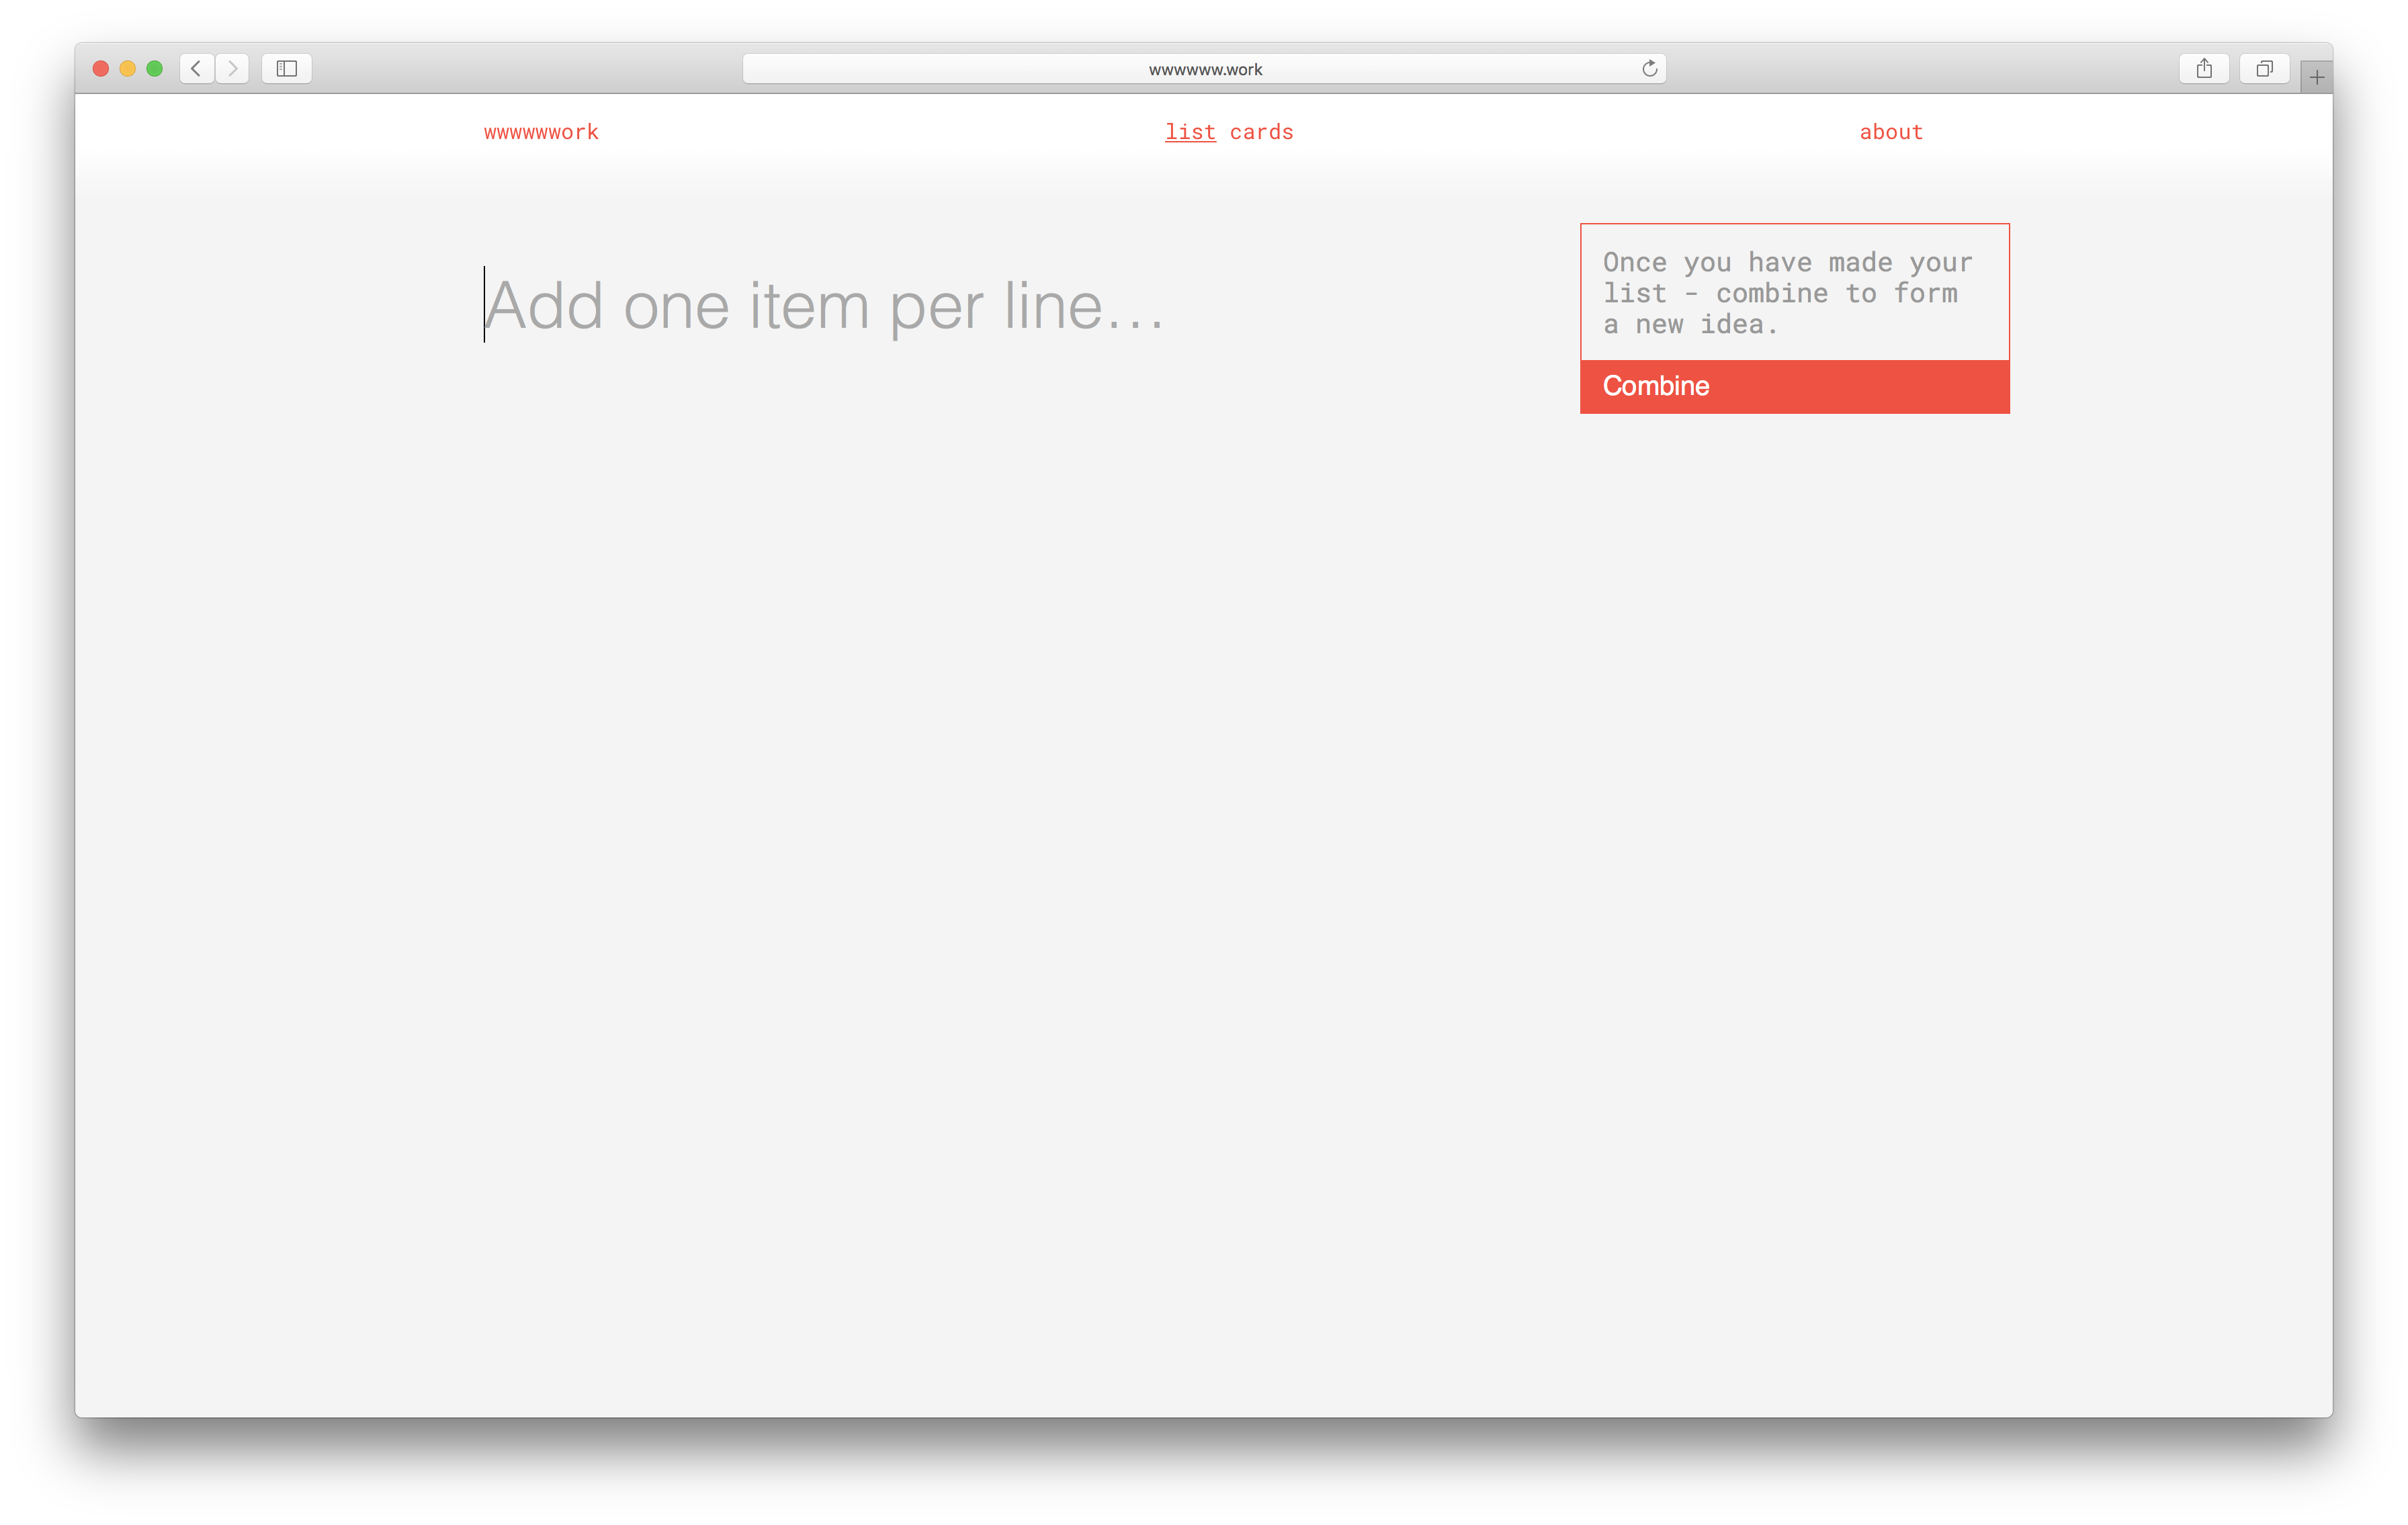 wwwwww.work
wwwwwwork
list cards
about
Add one item per line...
Once you have made your
list - combine to form
a new idea.
Combine